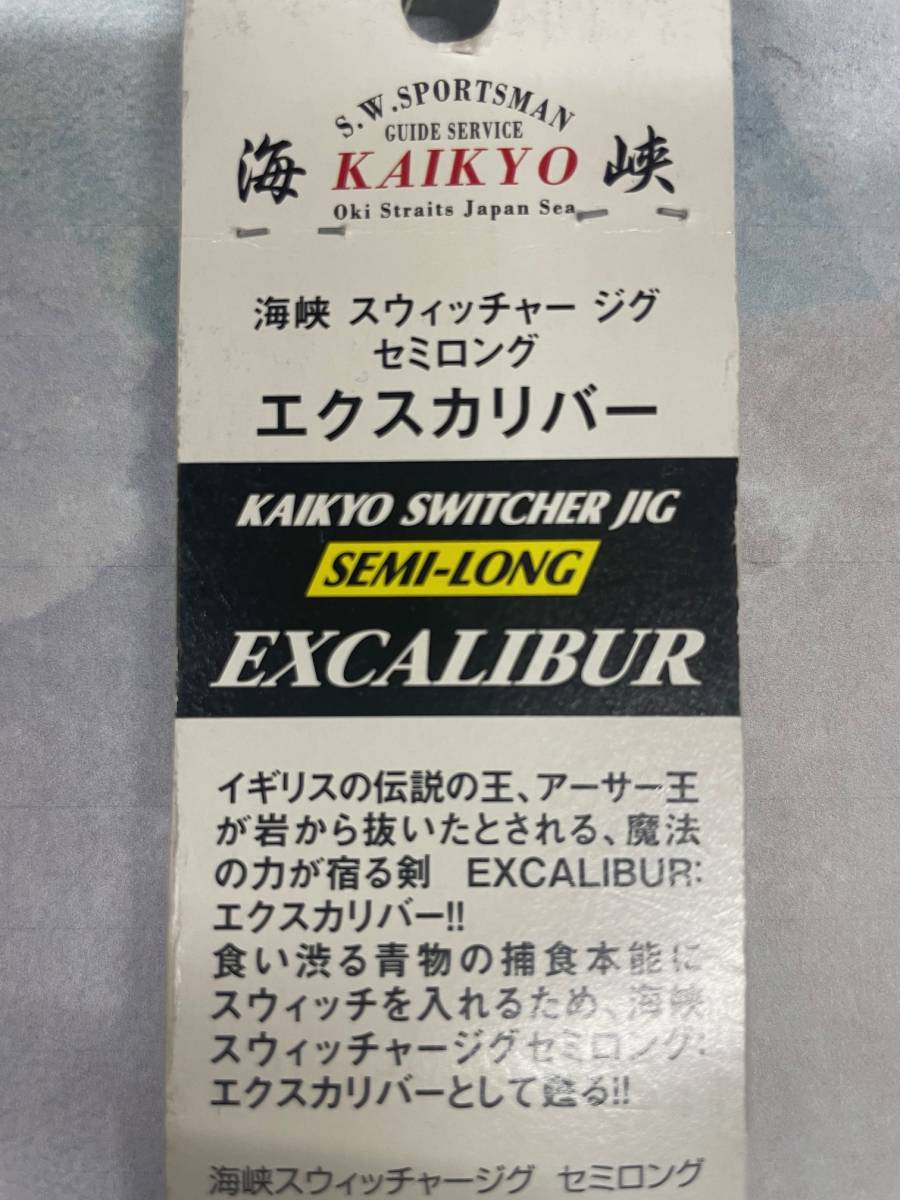 S.W.SPORTSMAN
GUIDE SERVICE
海 KAIKYO 峡
Oki Straits Japan Sea
海峡 スウィッチャー ジグ
セミロング
エクスカリバー
KAIKYO SWITCHER JIG
SEMI-LONG
EXCALIBUR
イギリスの伝説の王、アーサー王
が岩から抜いたとされる、魔法
の力が宿る剣　EXCALIBUR:
エクスカリバー!!
食い渋る青物の捕食本能に
スウィッチを入れるため、海峡
スウィッチャージグセミロング:
エクスカリバーとして甦る!!
海峡スウィッチャージグ セミロング